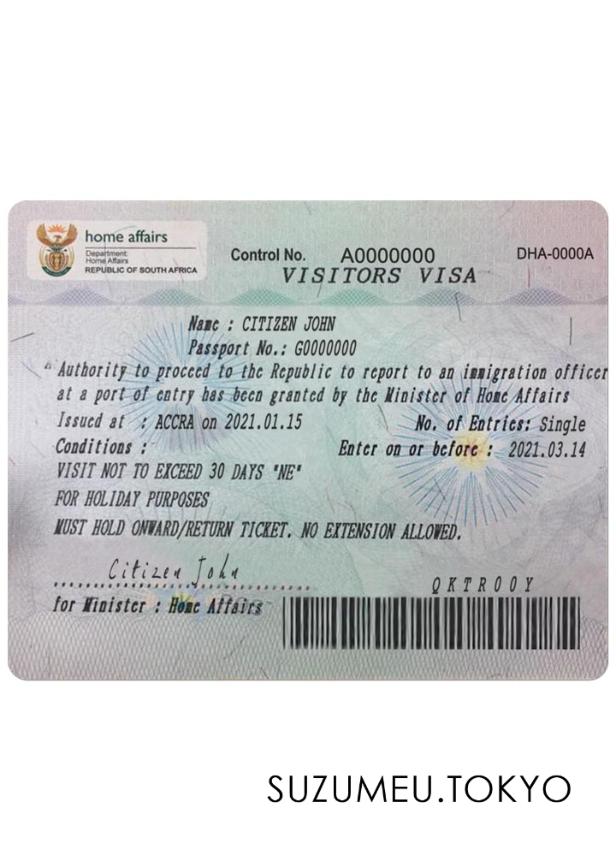 home affairs
Department:
Home Affairs
REPUBLIC OF SOUTH AFRICA
Control No. A0000000 DHA-0000A
VISITORS VISA
Name : CITIZEN JOHN
Passport No.: G0000000
Authority to proceed to the Republic to report to an immigration officer
at a port of entry has been granted by the Minister of Home Affairs
Issued at : ACCRA on 2021.01.15 No. of Entries: Single
Conditions : Enter on or before : 2021.03.14
VISIT NOT TO EXCEED 30 DAYS "NE"
FOR HOLIDAY PURPOSES
MUST HOLD ONWARD/RETURN TICKET. NO EXTENSION ALLOWED.
Citizen John
QKTR00Y
for Minister : Home Affairs
SUZUMEU.TOKYO